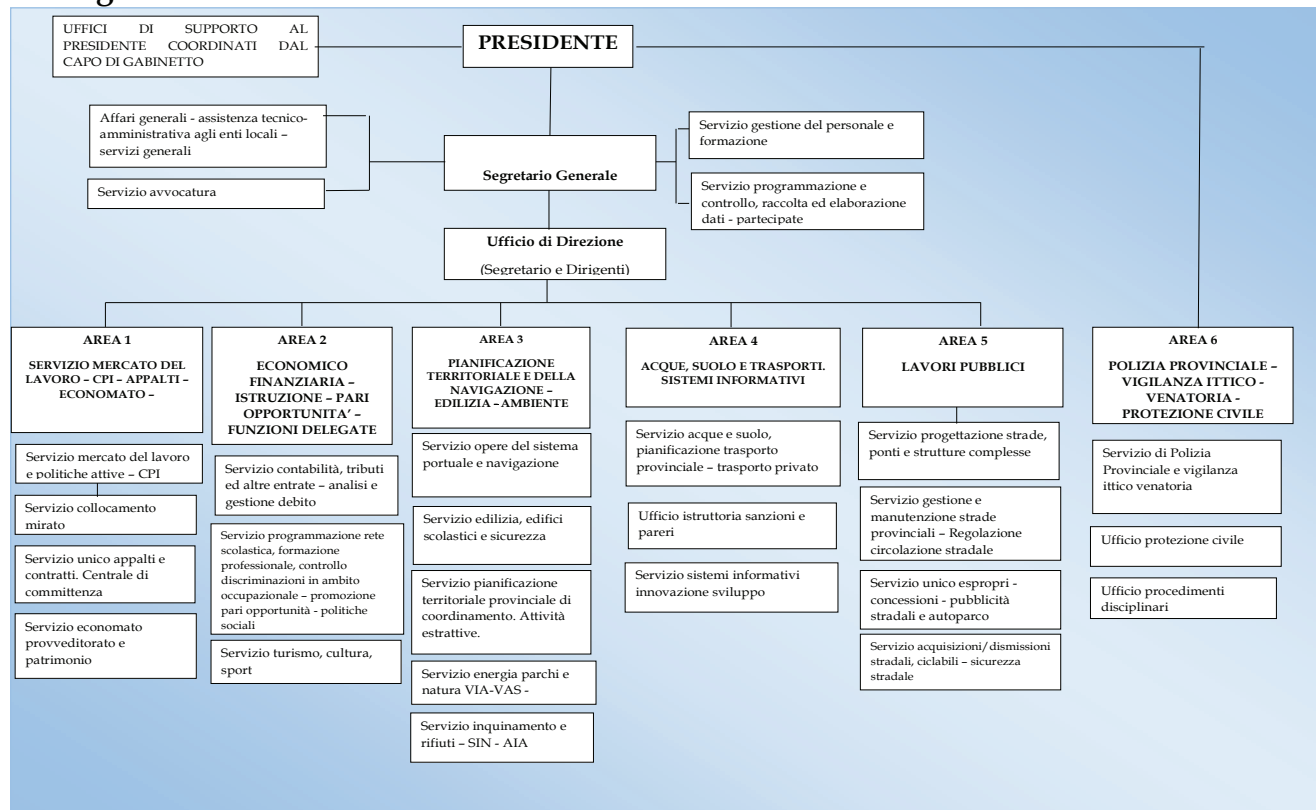 UFFICI DI SUPPORTO AL
PRESIDENTE COORDINATI DAL
CAPO DI GABINETTO
PRESIDENTE
Affari generali - assistenza tecnico-
amministrativa agli enti locali –
servizi generali
Servizio avvocatura
Segretario Generale
Servizio gestione del personale e
formazione
Servizio programmazione e
controllo, raccolta ed elaborazione
dati - partecipate
Ufficio di Direzione
(Segretario e Dirigenti)
AREA 1
SERVIZIO MERCATO DEL
LAVORO – CPI – APPALTI –
ECONOMATO –
Servizio mercato del lavoro
e politiche attive – CPI
Servizio collocamento
mirato
Servizio unico appalti e
contratti. Centrale di
committenza
Servizio economato
provveditorato e
patrimonio
AREA 2
ECONOMICO
FINANZIARIA –
ISTRUZIONE – PARI
OPPORTUNITA’ –
FUNZIONI DELEGATE
Servizio contabilità, tributi
ed altre entrate – analisi e
gestione debito
Servizio programmazione rete
scolastica, formazione
professionale, controllo
discriminazioni in ambito
occupazionale – promozione
pari opportunità - politiche
sociali
Servizio turismo, cultura,
sport
AREA 3
PIANIFICAZIONE
TERRITORIALE E DELLA
NAVIGAZIONE –
EDILIZIA – AMBIENTE
Servizio opere del sistema
portuale e navigazione
Servizio edilizia, edifici
scolastici e sicurezza
Servizio pianificazione
territoriale provinciale di
coordinamento. Attività
estrattive.
Servizio energia parchi e
natura VIA-VAS -
Servizio inquinamento e
rifiuti – SIN - AIA
AREA 4
ACQUE, SUOLO E TRASPORTI.
SISTEMI INFORMATIVI
Servizio acque e suolo,
pianificazione trasporto
provinciale – trasporto privato
Ufficio istruttoria sanzioni e
pareri
Servizio sistemi informativi
innovazione sviluppo
AREA 5
LAVORI PUBBLICI
Servizio progettazione strade,
ponti e strutture complesse
Servizio gestione e
manutenzione strade
provinciali – Regolazione
circolazione stradale
Servizio unico espropri -
concessioni - pubblicità
stradali e autoparco
Servizio acquisizioni/dismissioni
stradali, ciclabili – sicurezza
stradale
AREA 6
POLIZIA PROVINCIALE –
VIGILANZA ITTICO -
VENATORIA -
PROTEZIONE CIVILE
Servizio di Polizia
Provinciale e vigilanza
ittico venatoria
Ufficio protezione civile
Ufficio procedimenti
disciplinari